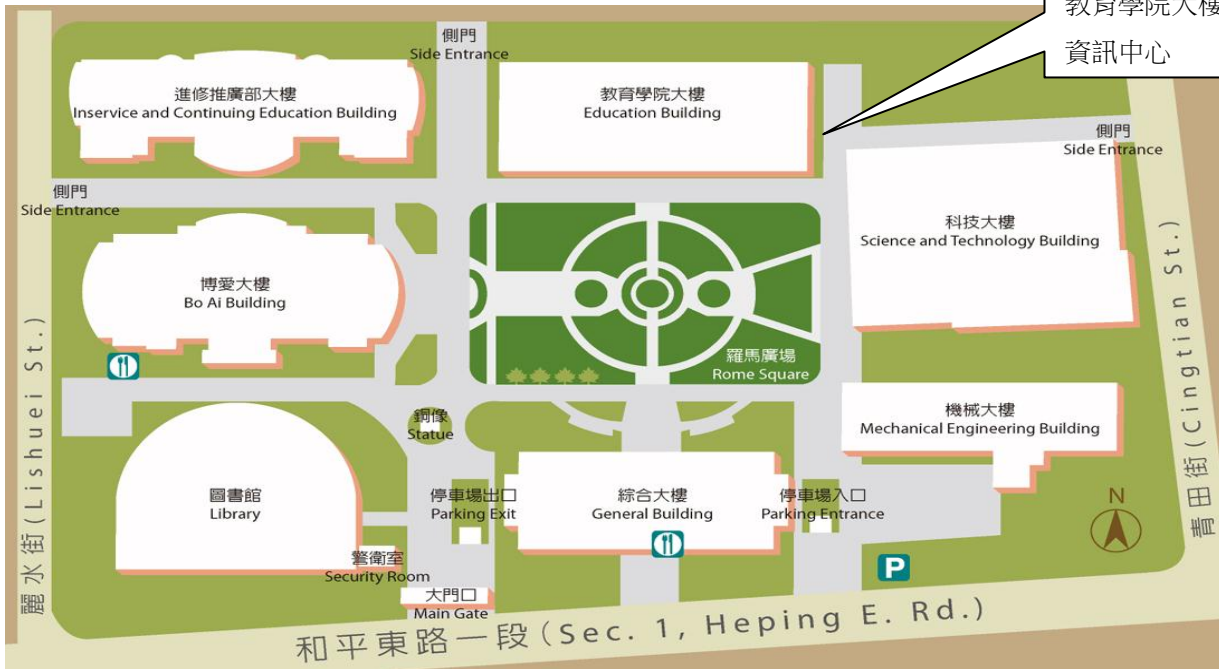 教育學院大樓
資訊中心
側門
Side Entrance
進修推廣部大樓
Inservice and Continuing Education Building
教育學院大樓
Education Building
側門
Side Entrance
側門
Side Entrance
博愛大樓
Bo Ai Building
科技大樓
Science and Technology Building
羅馬廣場
Rome Square
銅像
Statue
機械大樓
Mechanical Engineering Building
圖書館
Library
停車場出口
Parking Exit
綜合大樓
General Building
停車場入口
Parking Entrance
N
警衛室
Security Room
P
大門口
Main Gate
麗水街(Lishuei St.)
青田街(Cingtian St.)
和平東路一段(Sec. 1, Heping E. Rd.)